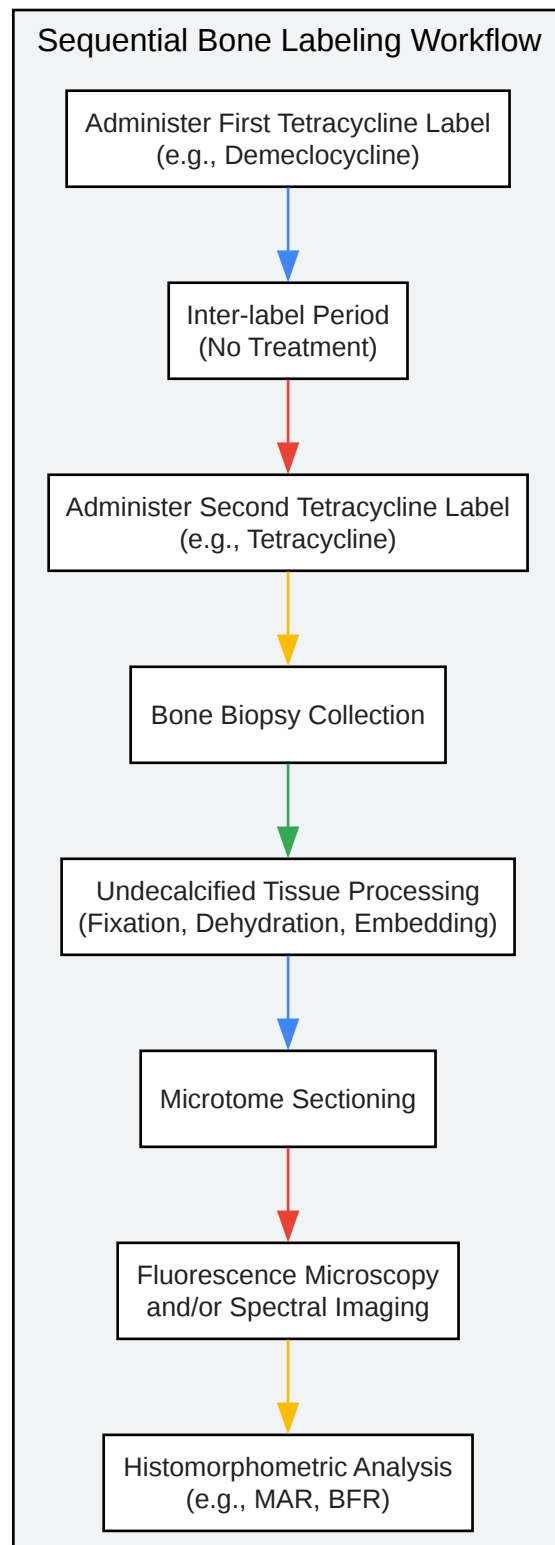 Sequential Bone Labeling Workflow
Administer First Tetracycline Label
(e.g., Demeclocycline)
Inter-label Period
(No Treatment)
Administer Second Tetracycline Label
(e.g., Tetracycline)
Bone Biopsy Collection
Undecalcified Tissue Processing
(Fixation, Dehydration, Embedding)
Microtome Sectioning
Fluorescence Microscopy
and/or Spectral Imaging
Histomorphometric Analysis
(e.g., MAR, BFR)